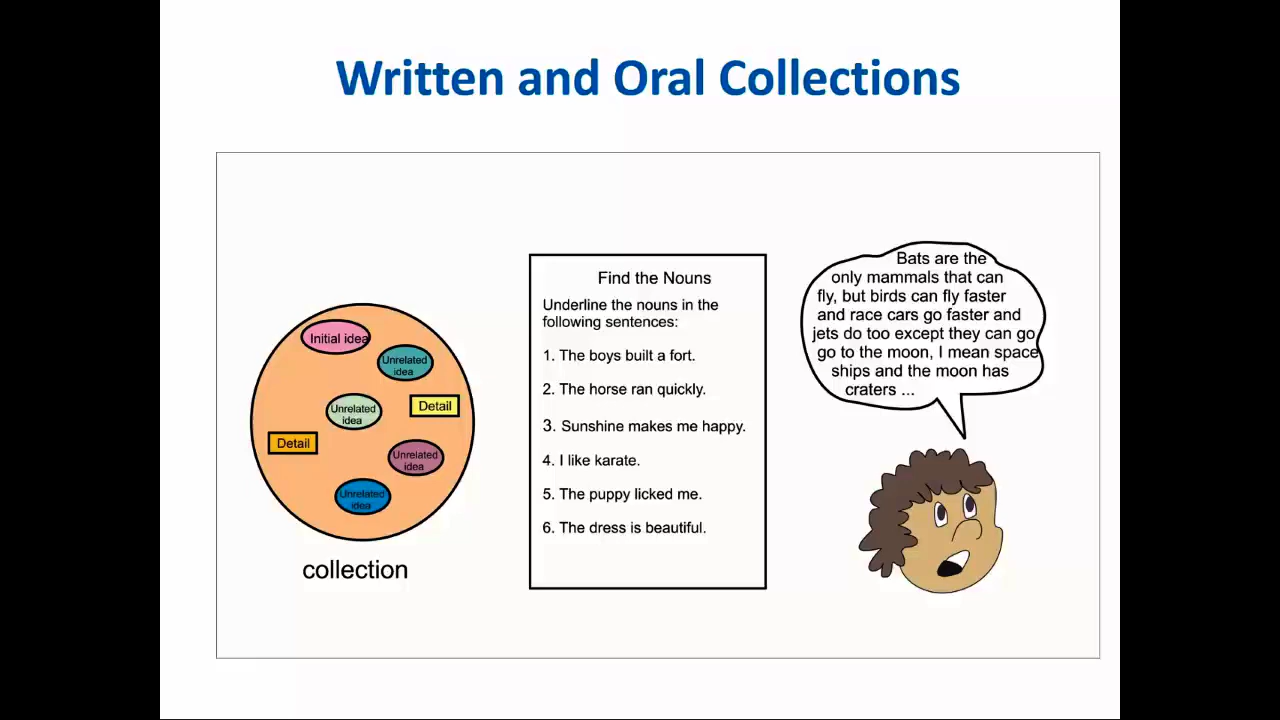 Written and Oral Collections
Initial idea
Unrelated
idea
Unrelated
idea
Detail
Detail
Unrelated
idea
Unrelated
idea
collection
Find the Nouns
Underline the nouns in the
following sentences:
1. The boys built a fort.
2. The horse ran quickly.
3. Sunshine makes me happy.
4. I like karate.
5. The puppy licked me.
6. The dress is beautiful.
Bats are the
only mammals that can
fly, but birds can fly faster
and race cars go faster and
jets do too except they can go
go to the moon, I mean space
ships and the moon has
craters ...